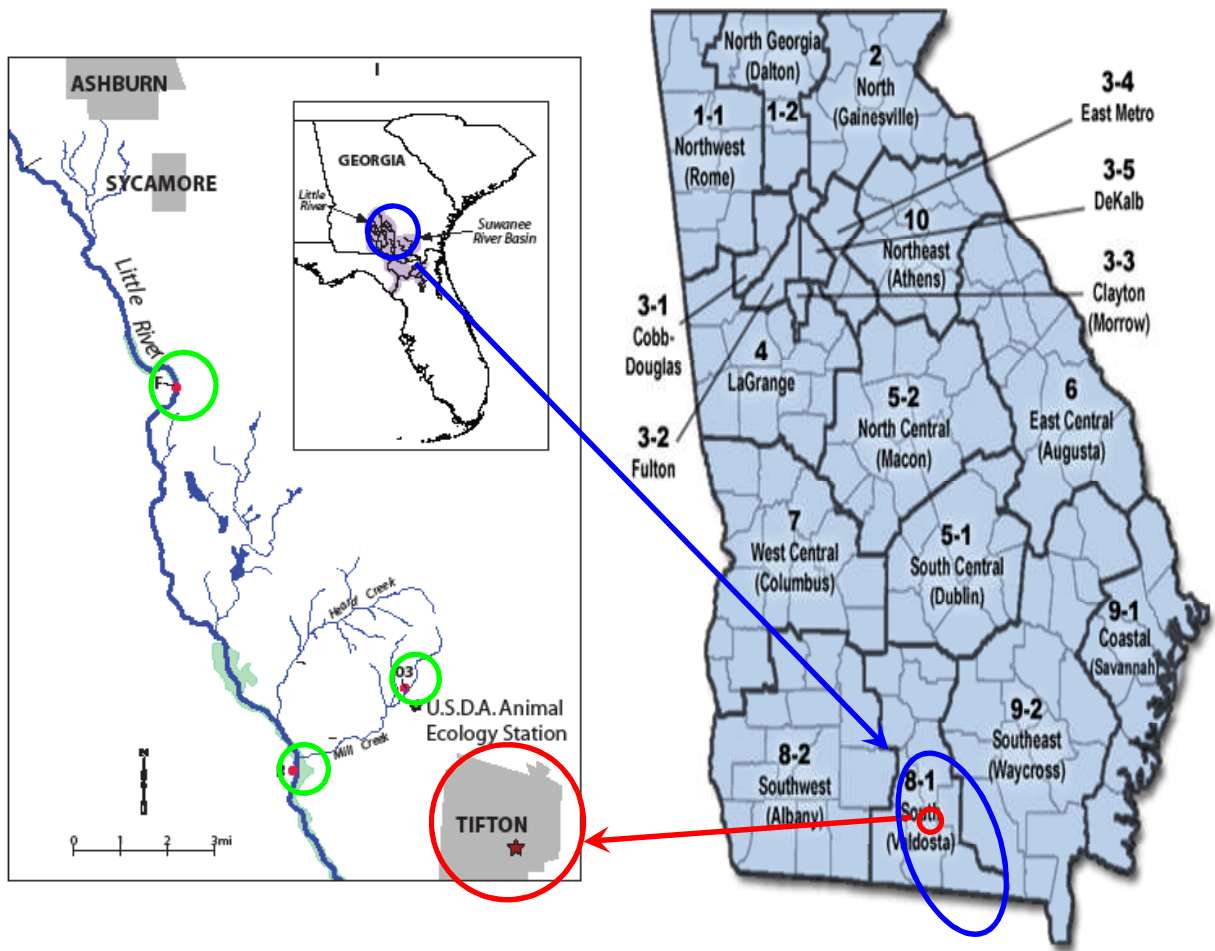 ASHBURN
SYCAMORE
Little River
F
GEORGIA
Little
River
Suwanee
River Basin
Heard Creek
03
U.S.D.A. Animal
Ecology Station
Mill Creek
N
TIFTON
0 1 2 3mi
North Georgia
(Dalton)
2
North
(Gainesville)
3-4
East Metro
1-1
Northwest
(Rome)
1-2
3-5
DeKalb
10
Northeast
(Athens)
3-3
Clayton
(Morrow)
3-1
Cobb-
Douglas
4
LaGrange
3-2
Fulton
5-2
North Central
(Macon)
6
East Central
(Augusta)
7
West Central
(Columbus)
5-1
South Central
(Dublin)
9-1
Coastal
(Savannah)
9-2
Southeast
(Waycross)
8-2
Southwest
(Albany)
8-1
South
(Valdosta)